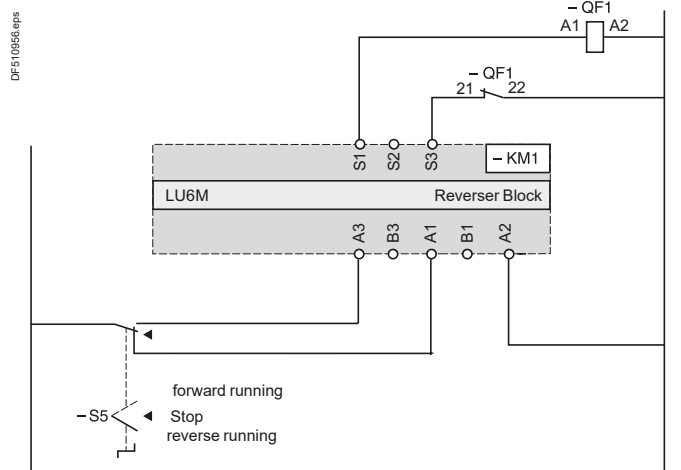 DF510956.eps
– QF1
A1 A2
– QF1
21 22
S1 S2 S3
– KM1
LU6M Reverser Block
A3 B3 A1 B1 A2
forward running
– S5 Stop
reverse running